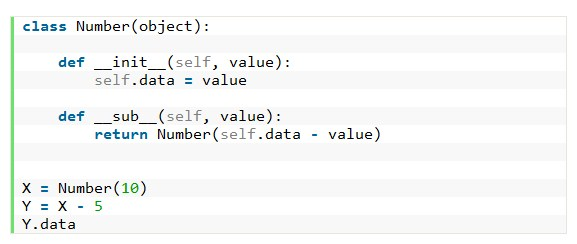 class Number(object):
    def __init__(self, value):
        self.data = value
    def __sub__(self, value):
        return Number(self.data - value)
X = Number(10)
Y = X - 5
Y.data